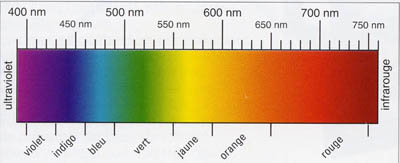 400 nm 500 nm 600 nm 700 nm
450 nm 550 nm 650 nm 750 nm
ultraviolet
infrarouge
violet indigo bleu vert jaune orange rouge